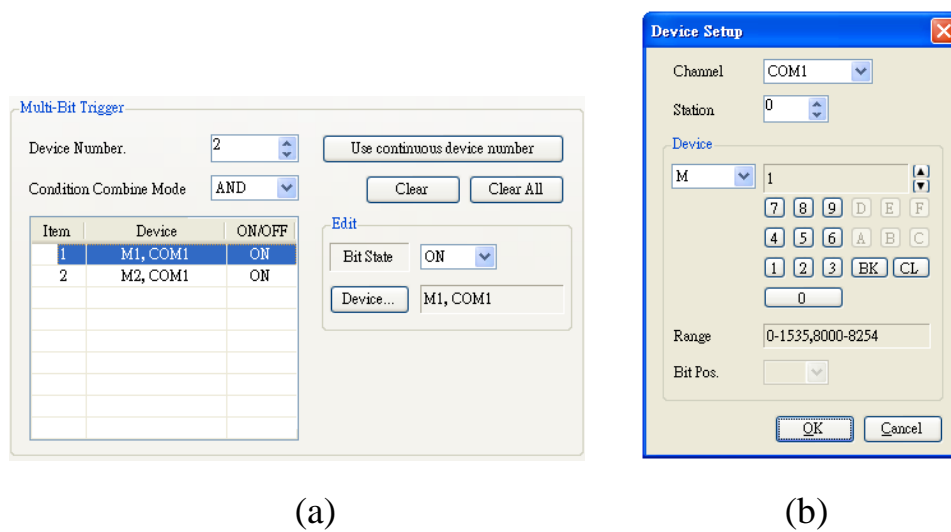 Multi-Bit Trigger
Device Number. 2 Use continuous device number
Condition Combine Mode AND Clear Clear All
Item Device ON/OFF
1 M1, COM1 ON
2 M2, COM1 ON
Edit
Bit State ON
Device... M1, COM1
(a)
Device Setup
Channel COM1
Station 0
Device
M 1
7 8 9 D E F
4 5 6 A B C
1 2 3 BK CL
0
Range 0-1535,8000-8254
Bit Pos.
OK Cancel
(b)